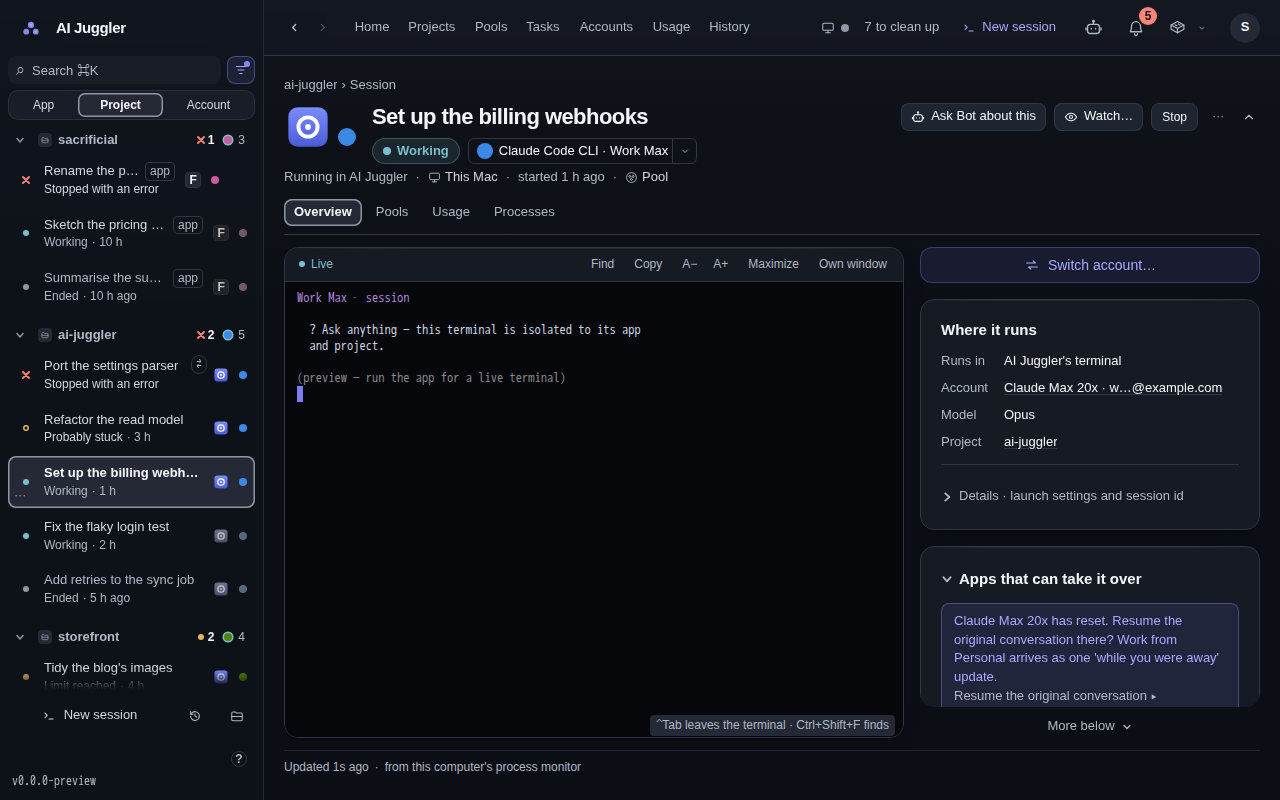 AI Juggler
Search ⌘K
App Project Account
sacrificial 1 3
Rename the p… app
Stopped with an error F
Sketch the pricing … app
Working · 10 h F
Summarise the su… app
Ended · 10 h ago F
ai-juggler 2 5
Port the settings parser
Stopped with an error
Refactor the read model
Probably stuck · 3 h
Set up the billing webh…
Working · 1 h
Fix the flaky login test
Working · 2 h
Add retries to the sync job
Ended · 5 h ago
storefront 2 4
Tidy the blog's images
Limit reached · 4 h
New session
?
v0.0.0-preview
Home Projects Pools Tasks Accounts Usage History
7 to clean up
New session
5
S
ai-juggler › Session
Set up the billing webhooks
Working
Claude Code CLI · Work Max
Ask Bot about this Watch… Stop …
Running in AI Juggler · This Mac · started 1 h ago · Pool
Overview Pools Usage Processes
Live Find Copy A− A+ Maximize Own window
Work Max · session
? Ask anything — this terminal is isolated to its app
and project.
(preview — run the app for a live terminal)
^Tab leaves the terminal · Ctrl+Shift+F finds
Switch account…
Where it runs
Runs in AI Juggler's terminal
Account Claude Max 20x · w…@example.com
Model Opus
Project ai-juggler
Details · launch settings and session id
Apps that can take it over
Claude Max 20x has reset. Resume the
original conversation there? Work from
Personal arrives as one 'while you were away'
update.
Resume the original conversation ▸
More below
Updated 1s ago · from this computer's process monitor